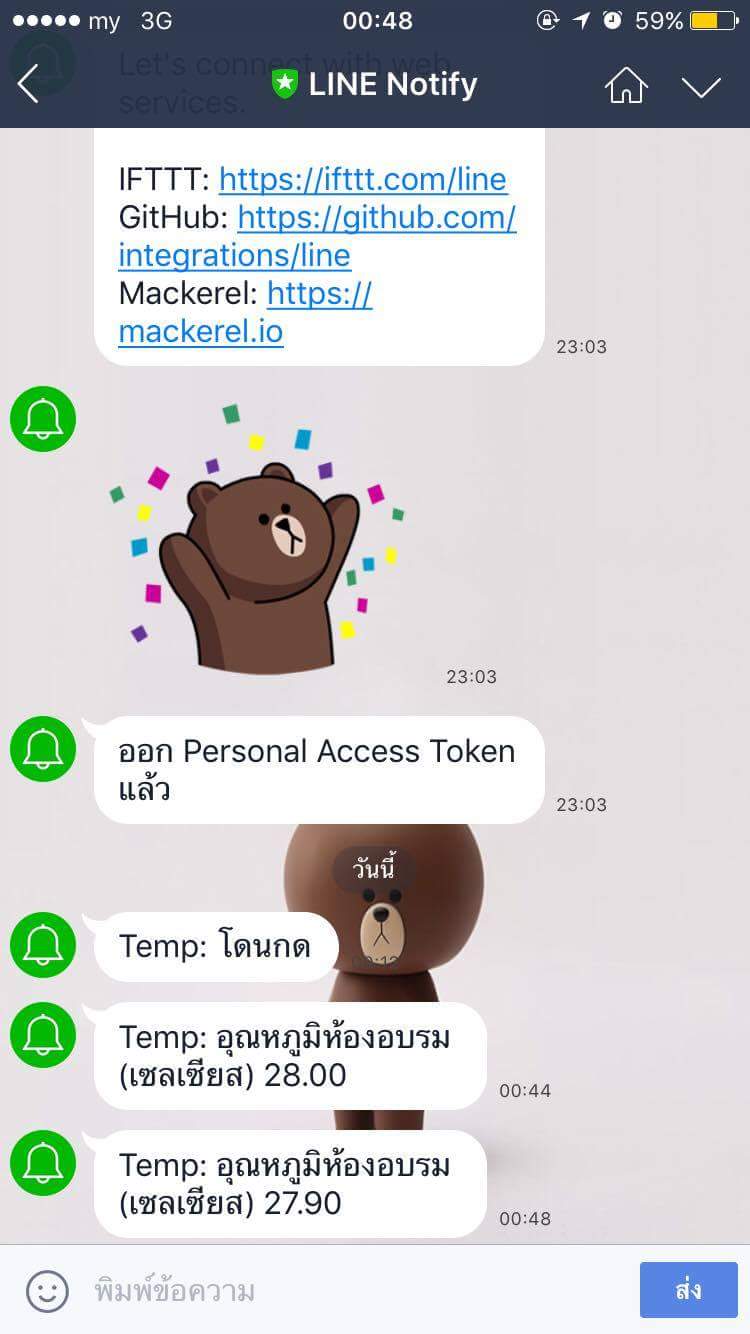 my 3G 00:48 59%
Let's connect with web
services.
LINE Notify
IFTTT: https://ifttt.com/line
GitHub: https://github.com/
integrations/line
Mackerel: https://
mackerel.io
23:03
23:03
ออก Personal Access Token
แล้ว
23:03
วันนี้
Temp: โดนกด
Temp: อุณหภูมิห้องอบรม
(เซลเซียส) 28.00
00:44
Temp: อุณหภูมิห้องอบรม
(เซลเซียส) 27.90
00:48
พิมพ์ข้อความ
ส่ง